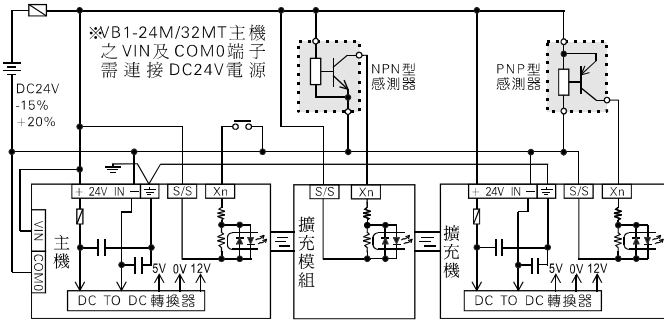 ※VB1-24M/32MT主機
之VIN及COM0端子
需連接DC24V電源
DC24V
-15%
+20%
NPN型
感測器
PNP型
感測器
+ 24V IN −
S/S
Xn
S/S
Xn
+ 24V IN −
S/S
Xn
VIN
COM0
主機
擴充模組
擴充機
5V 0V 12V
DC TO DC轉換器
5V 0V 12V
DC TO DC轉換器